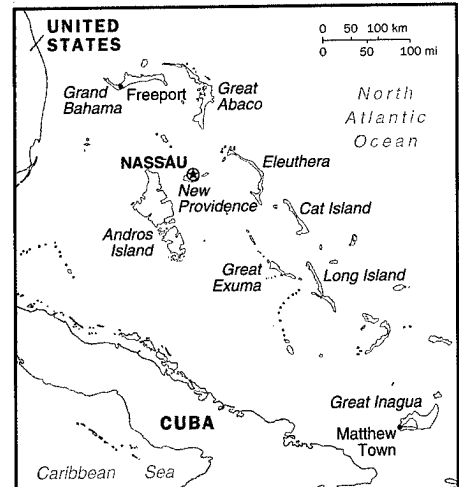 UNITED
STATES
0 50 100 km
0 50 100 mi
Grand
Bahama
Freeport
Great
Abaco
North
Atlantic
Ocean
NASSAU
New
Providence
Eleuthera
Andros
Island
Cat Island
Great
Exuma
Long Island
Great Inagua
Matthew
Town
CUBA
Caribbean Sea